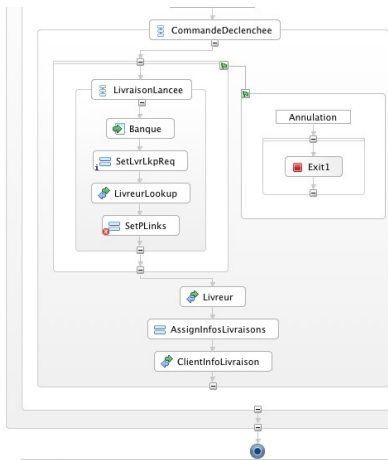 CommandeDeclenchee
LivraisonLancee
Banque
SetLvrLkpReq
LivreurLookup
SetPLinks
Annulation
Exit1
Livreur
AssignInfosLivraisons
ClientInfoLivraison